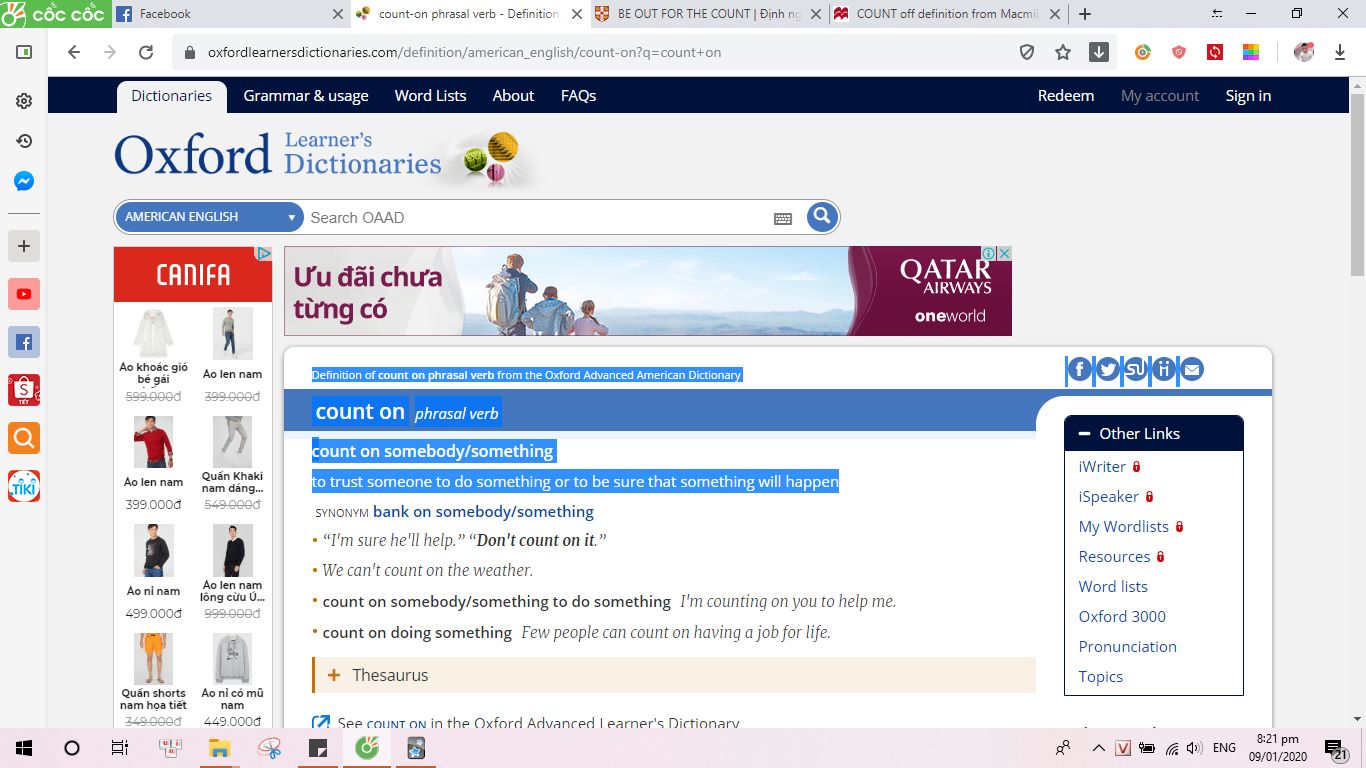 CỐC CỐC
Facebook
count-on phrasal verb - Definition,
BE OUT FOR THE COUNT | Định ng
COUNT off definition from Macmill
oxfordlearnersdictionaries.com/definition/american_english/count-on?q=count+on
Dictionaries
Grammar & usage
Word Lists
About
FAQs
Redeem
My account
Sign in
Oxford Learner's Dictionaries
AMERICAN ENGLISH
Search OAAD
CANIFA
Áo khoác gió
bé gái
599.000đ
Áo len nam
399.000đ
Áo len nam
399.000đ
Quần Khaki
nam dáng...
549.000đ
Áo nỉ nam
499.000đ
Áo len nam
lông cừu Ú...
999.000đ
Quần shorts
nam họa tiết
349.000đ
Áo nỉ có mũ
nam
449.000đ
Ưu đãi chưa
từng có
QATAR
AIRWAYS
oneworld
Definition of count on phrasal verb from the Oxford Advanced American Dictionary
count on phrasal verb
count on somebody/something
to trust someone to do something or to be sure that something will happen
SYNONYM bank on somebody/something
• “I'm sure he'll help.” “Don't count on it.”
• We can't count on the weather.
• count on somebody/something to do something I'm counting on you to help me.
• count on doing something Few people can count on having a job for life.
+ Thesaurus
See COUNT ON in the Oxford Advanced Learner's Dictionary
Other Links
iWriter
iSpeaker
My Wordlists
Resources
Word lists
Oxford 3000
Pronunciation
Topics
TẾT
TIKI
ENG
8:21 pm
09/01/2020
21